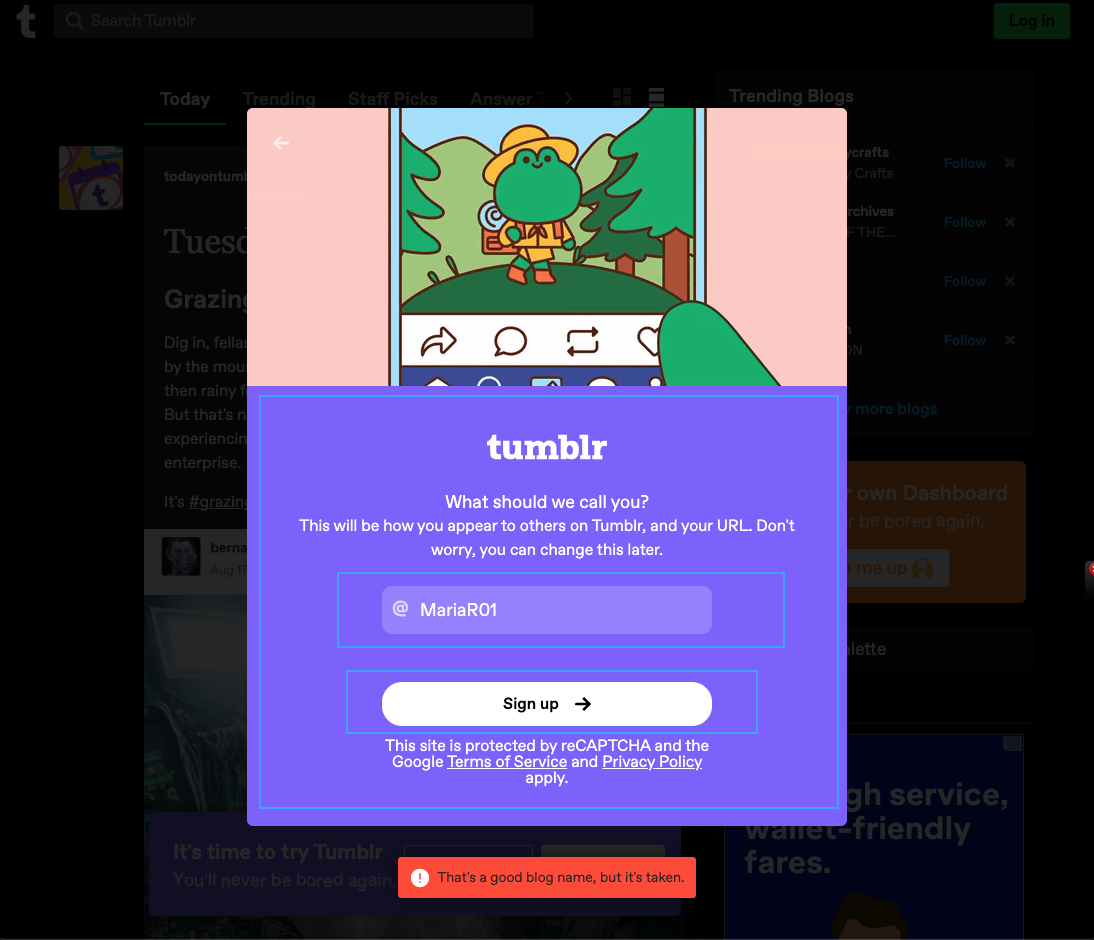 t
Search Tumblr
Log in
Today
Trending
Staff Picks
Answer
Trending Blogs
todayontumb
ycrafts
y Crafts
Follow
rchives
F THE...
Follow
Follow
n
ON
Follow
w more blogs
Tuesd
Grazing
Dig in, fellas
by the mou
then rainy f
But that's n
experiencin
enterprise.
It's #grazing
berna
Aug 17
r own Dashboard
r be bored again.
n me up
alette
tumblr
What should we call you?
This will be how you appear to others on Tumblr, and your URL. Don't
worry, you can change this later.
@ MariaR01
Sign up
This site is protected by reCAPTCHA and the
Google Terms of Service and Privacy Policy
apply.
It's time to try Tumblr
You'll never be bored again.
That's a good blog name, but it's taken.
gh service,
wallet-friendly
fares.